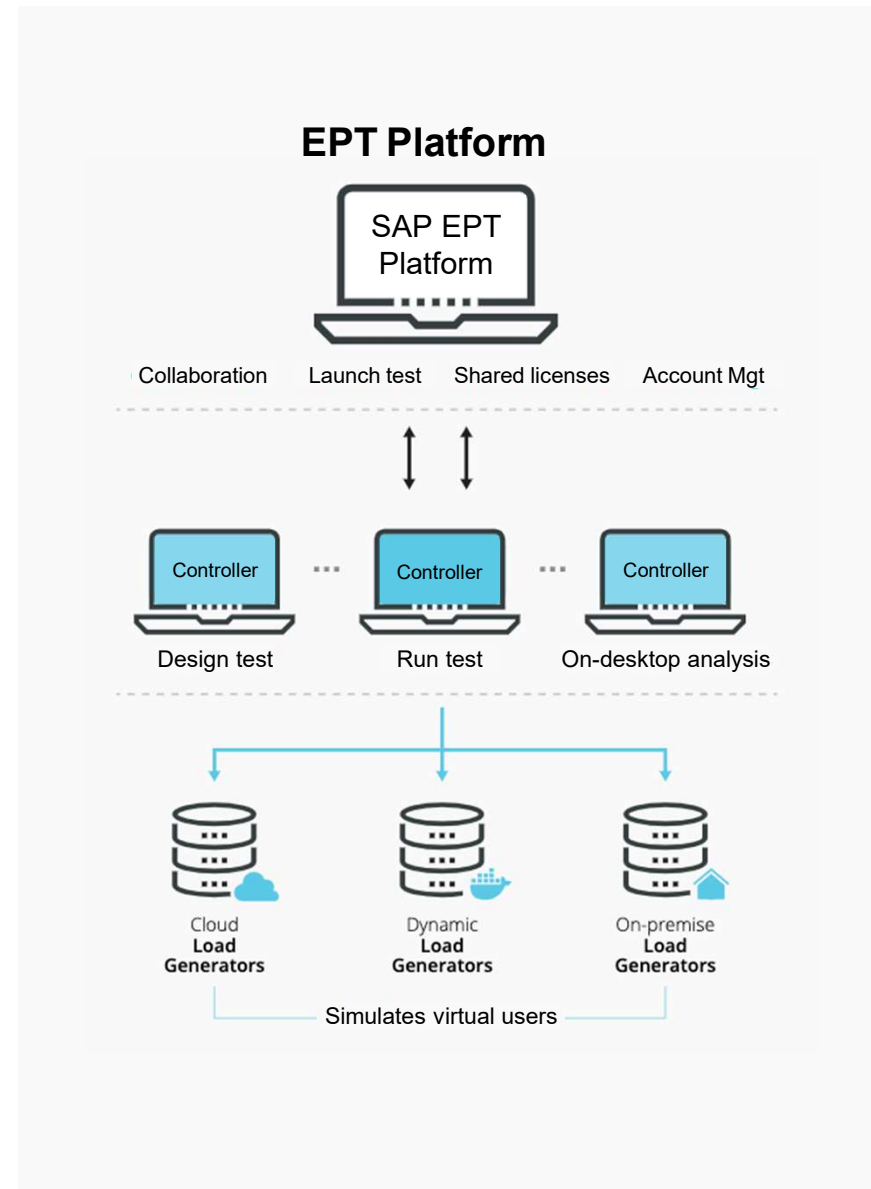 EPT Platform
SAP EPT
Platform
Collaboration
Launch test
Shared licenses
Account Mgt
Controller
Controller
Controller
Design test
Run test
On-desktop analysis
Cloud
Load
Generators
Dynamic
Load
Generators
On-premise
Load
Generators
Simulates virtual users